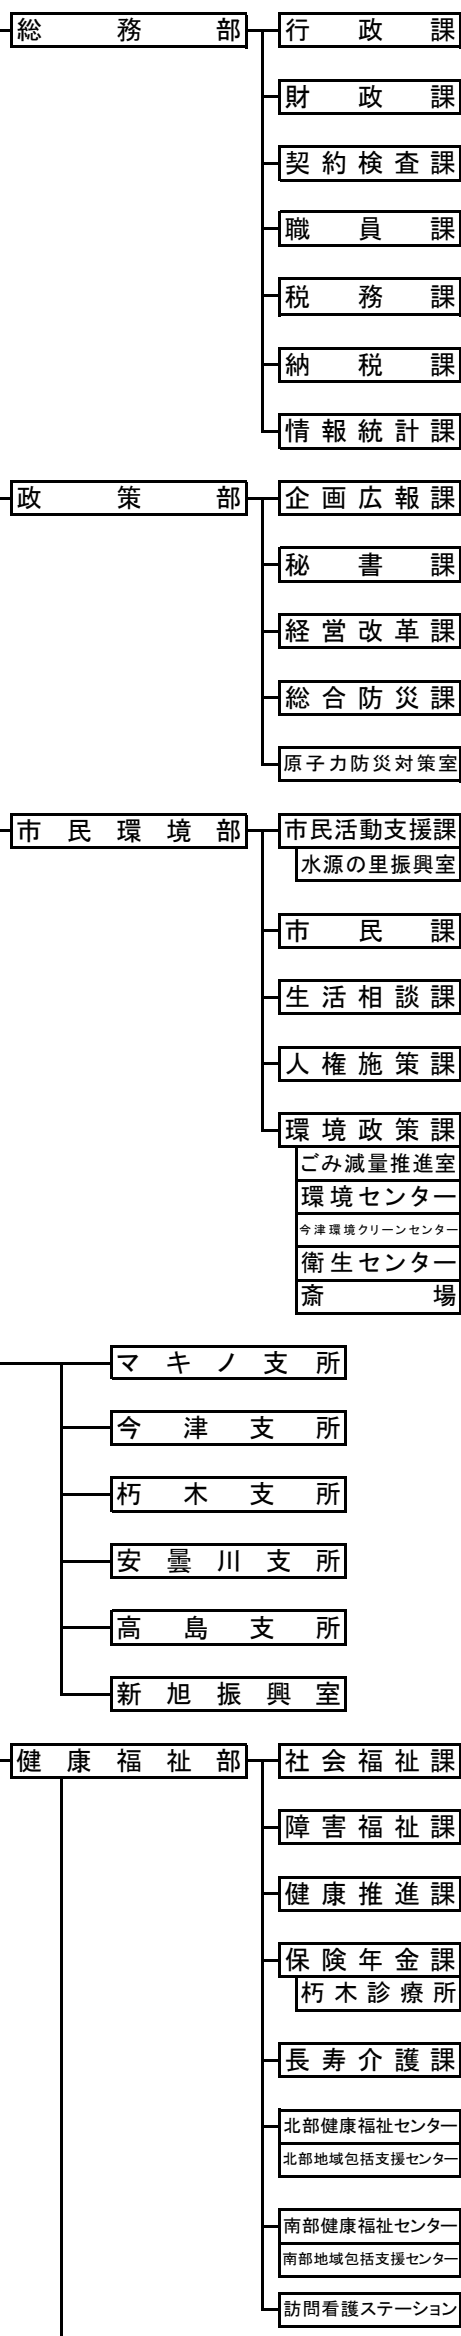 総務部 行政課
財政課
契約検査課
職員課
税務課
納税課
情報統計課
政策部 企画広報課
秘書課
経営改革課
総合防災課
原子力防災対策室
市民環境部 市民活動支援課
水源の里振興室
市民課
生活相談課
人権施策課
環境政策課
ごみ減量推進室
環境センター
今津環境クリーンセンター
衛生センター
斎場
マキノ支所
今津支所
朽木支所
安曇川支所
高島支所
新旭振興室
健康福祉部 社会福祉課
障害福祉課
健康推進課
保険年金課
朽木診療所
長寿介護課
北部健康福祉センター
北部地域包括支援センター
南部健康福祉センター
南部地域包括支援センター
訪問看護ステーション